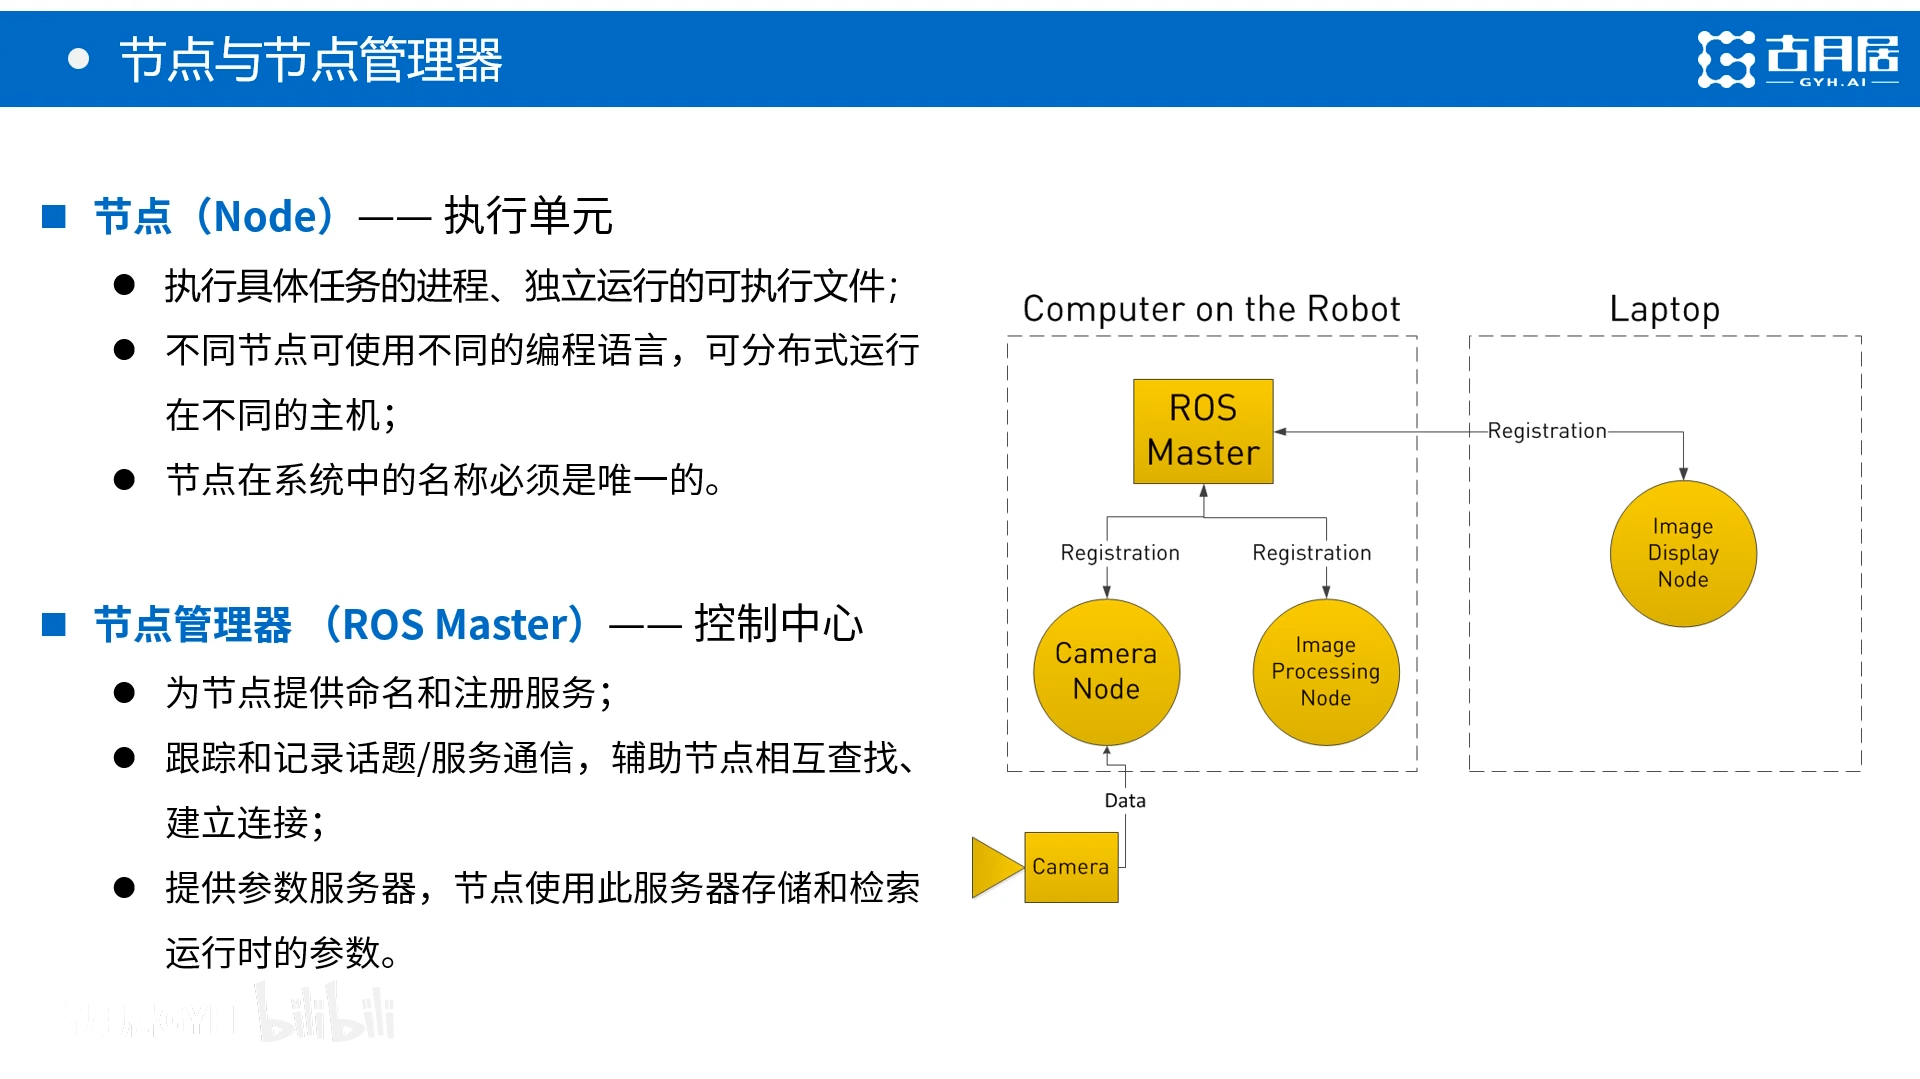 节点与节点管理器
古月居
GYH.AI
节点（Node）—— 执行单元
执行具体任务的进程、独立运行的可执行文件；
不同节点可使用不同的编程语言，可分布式运行
在不同的主机；
节点在系统中的名称必须是唯一的。
节点管理器（ROS Master）—— 控制中心
为节点提供命名和注册服务；
跟踪和记录话题/服务通信，辅助节点相互查找、
建立连接；
提供参数服务器，节点使用此服务器存储和检索
运行时的参数。
Computer on the Robot
Laptop
ROS
Master
Registration
Registration
Registration
Image
Display
Node
Camera
Node
Image
Processing
Node
Data
Camera
bilibili